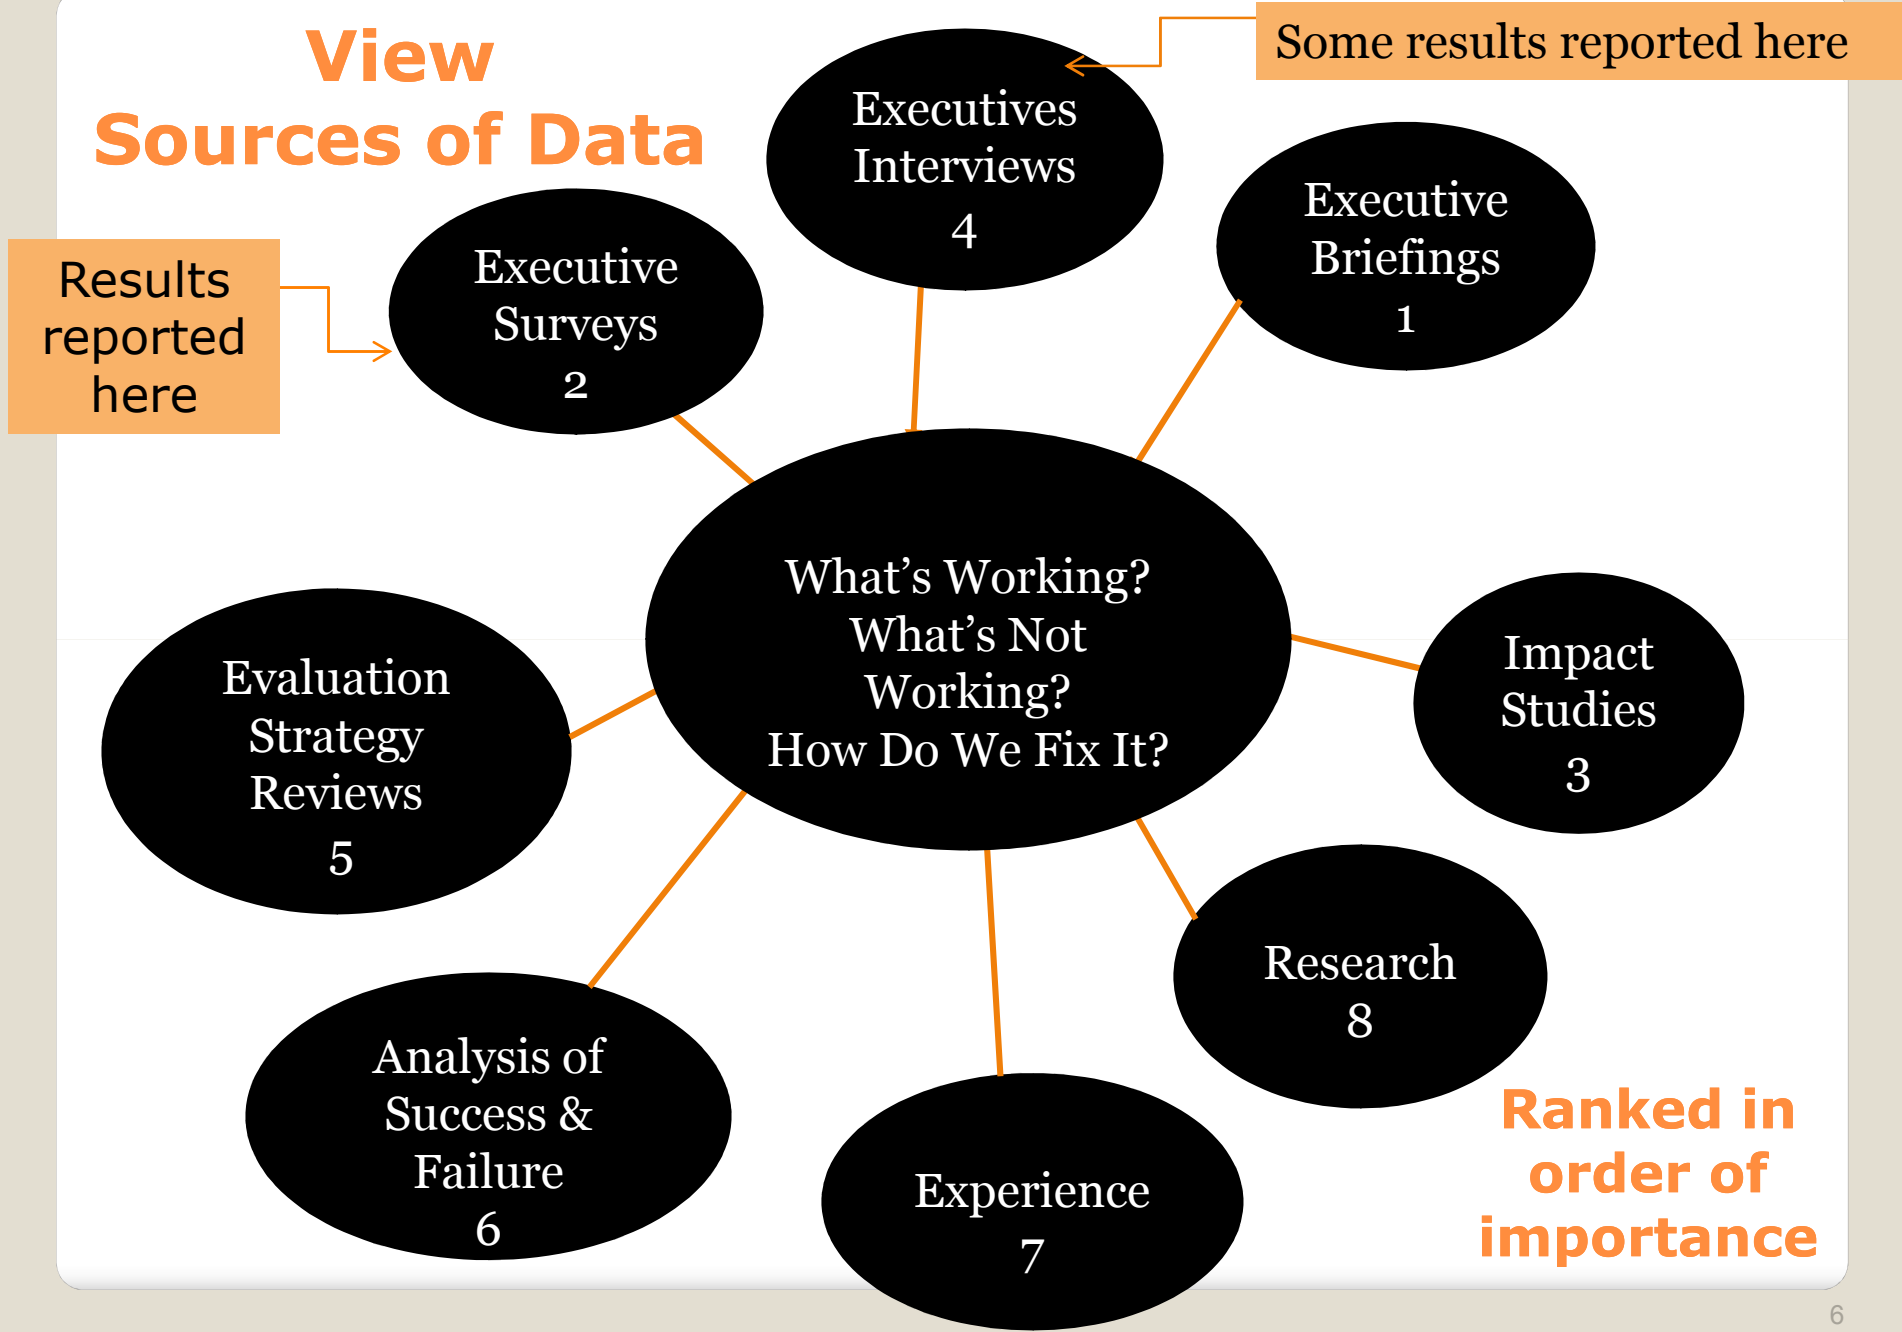 View
Sources of Data
Some results reported here
Executives
Interviews
4
Executive
Briefings
1
Executive
Surveys
2
Results
reported
here
What’s Working?
What’s Not
Working?
How Do We Fix It?
Impact
Studies
3
Evaluation
Strategy
Reviews
5
Research
8
Analysis of
Success &
Failure
6
Experience
7
Ranked in
order of
importance
6